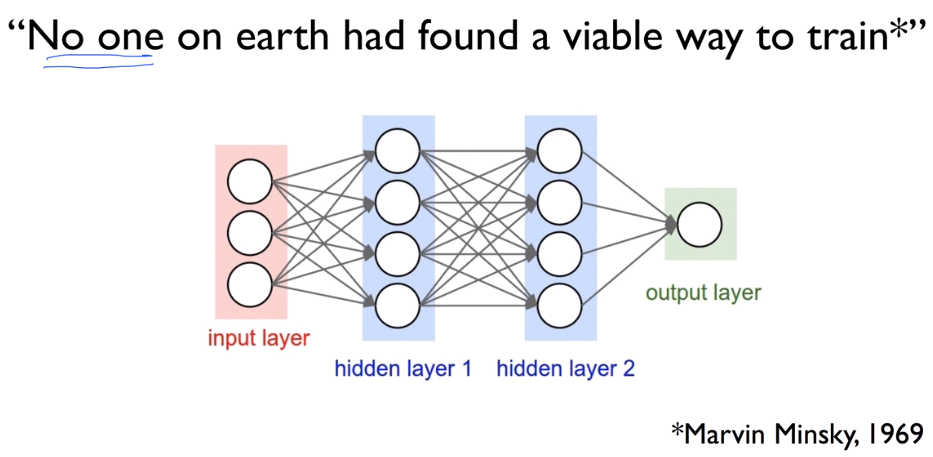 “No one on earth had found a viable way to train*”
output layer
input layer
hidden layer 1 hidden layer 2
*Marvin Minsky, 1969